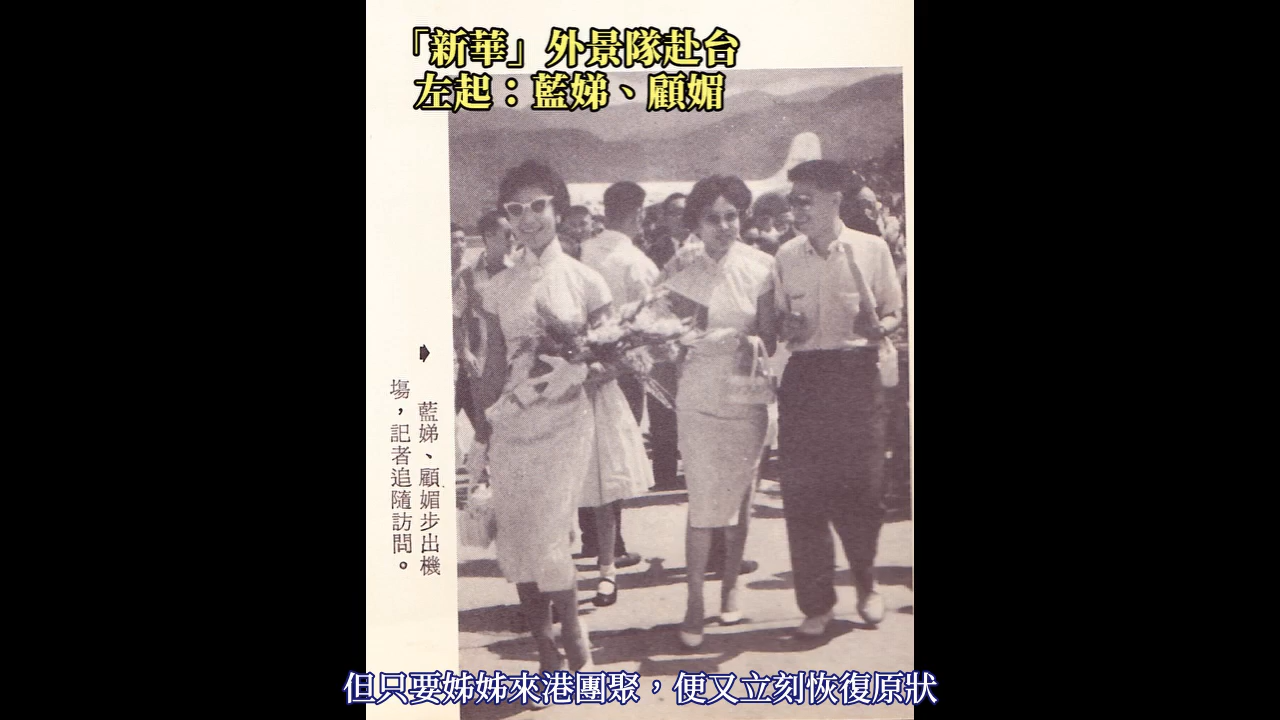 「新華」外景隊赴台
左起：藍娣、顧媚
藍娣、顧媚步出機
塲，記者追隨訪問。
但只要姊姊來港團聚，便又立刻恢復原狀